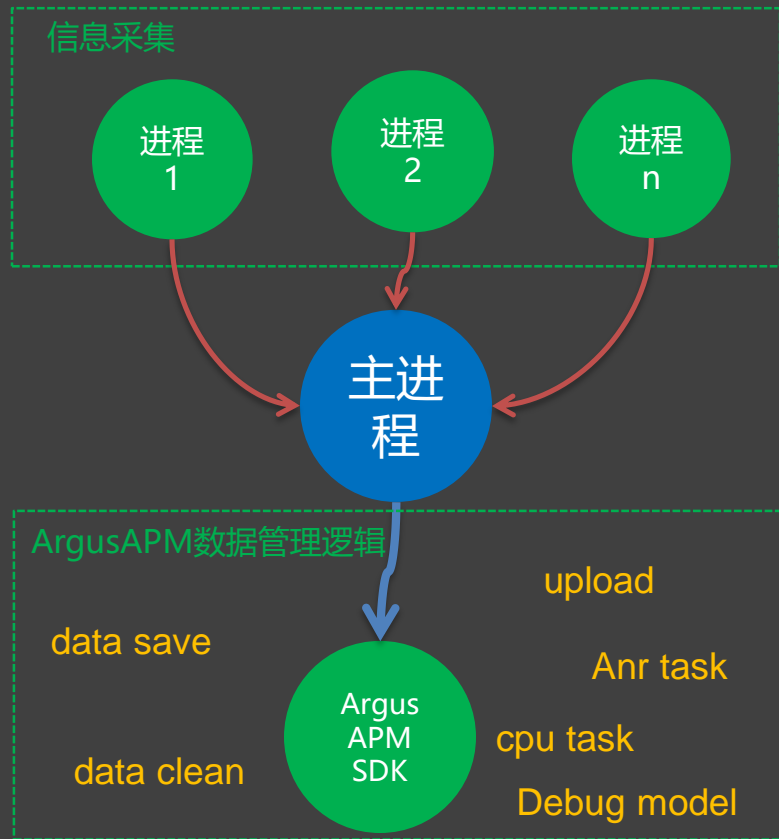 信息采集
进程
1
进程
2
进程
n
主进
程
ArgusAPM数据管理逻辑
upload
data save
Anr task
Argus
APM
SDK
cpu task
data clean
Debug model